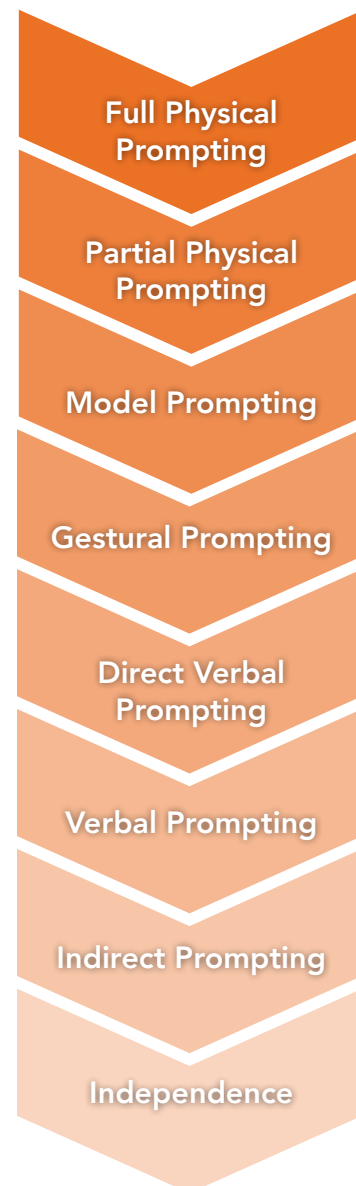 Full Physical
Prompting
Partial Physical
Prompting
Model Prompting
Gestural Prompting
Direct Verbal
Prompting
Verbal Prompting
Indirect Prompting
Independence